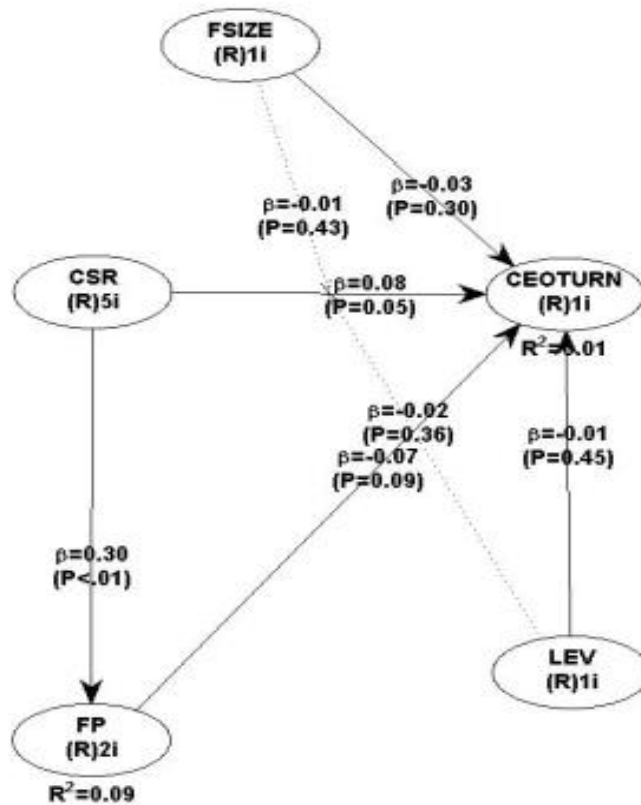 FSIZE
(R)1i
β=-0.01
(P=0.43)
β=-0.03
(P=0.30)
CSR
(R)5i
β=0.08
(P=0.05)
CEOTURN
(R)1i
R²=0.01
β=-0.02
(P=0.36)
β=-0.07
(P=0.09)
β=-0.01
(P=0.45)
β=0.30
(P<.01)
LEV
(R)1i
FP
(R)2i
R²=0.09